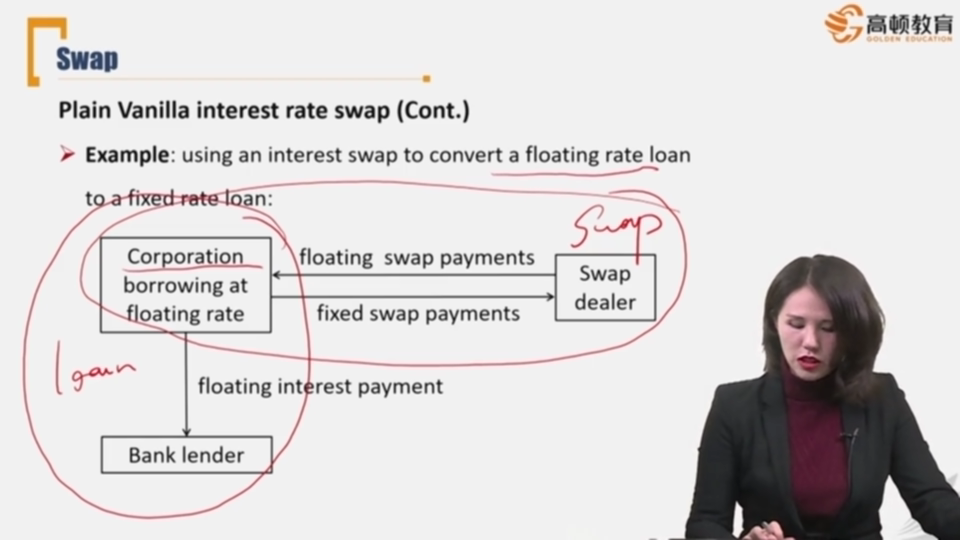 高顿教育
GOLDEN EDUCATION
Swap
Plain Vanilla interest rate swap (Cont.)
Example: using an interest swap to convert a floating rate loan
to a fixed rate loan:
Swap
Corporation
borrowing at
floating rate
floating swap payments
fixed swap payments
Swap
dealer
loan
floating interest payment
Bank lender